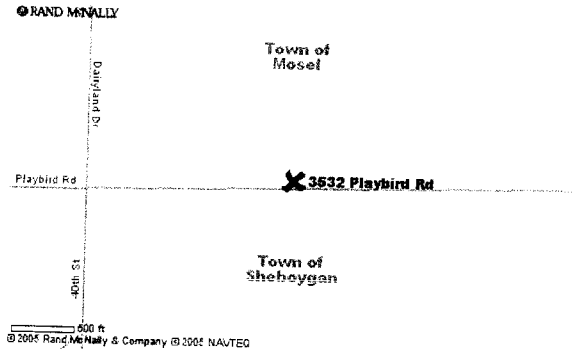 RAND McNALLY
Town of
Mosel
Dairyland Dr
Playbird Rd
3532 Playbird Rd
40th St
Town of
Sheboygan
500 ft
© 2005 Rand McNally & Company © 2005 NAVTEQ